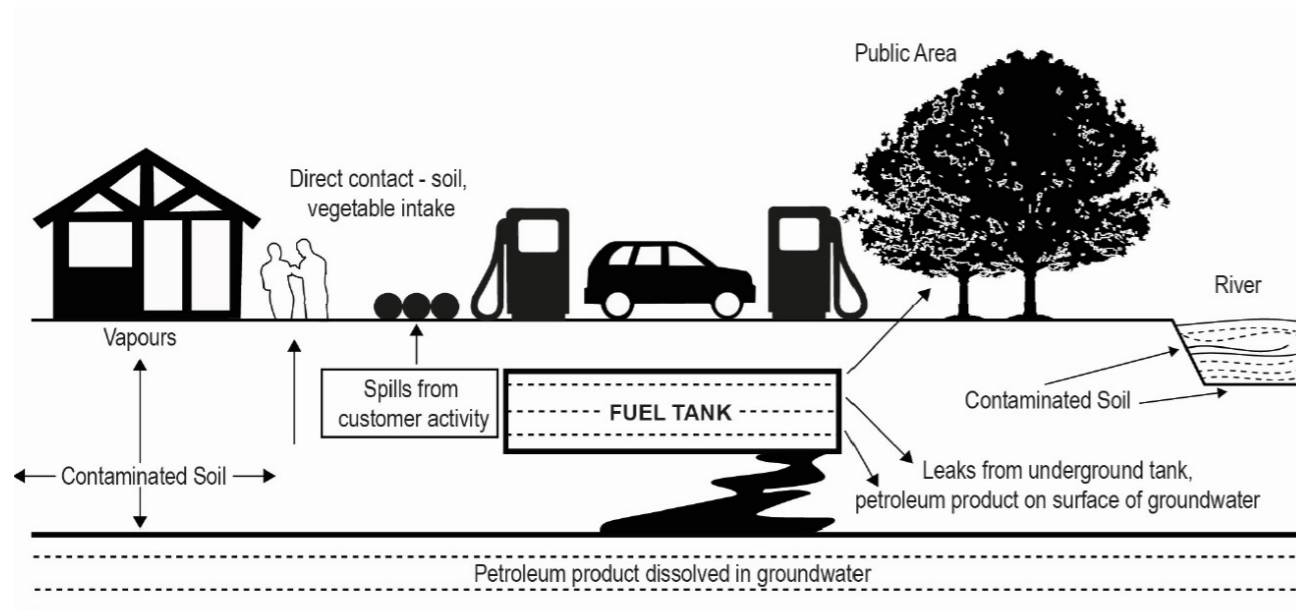 Public Area
Direct contact - soil,
vegetable intake
River
Vapours
Spills from
customer activity
FUEL TANK
Contaminated Soil
Contaminated Soil
Leaks from underground tank,
petroleum product on surface of groundwater
Petroleum product dissolved in groundwater